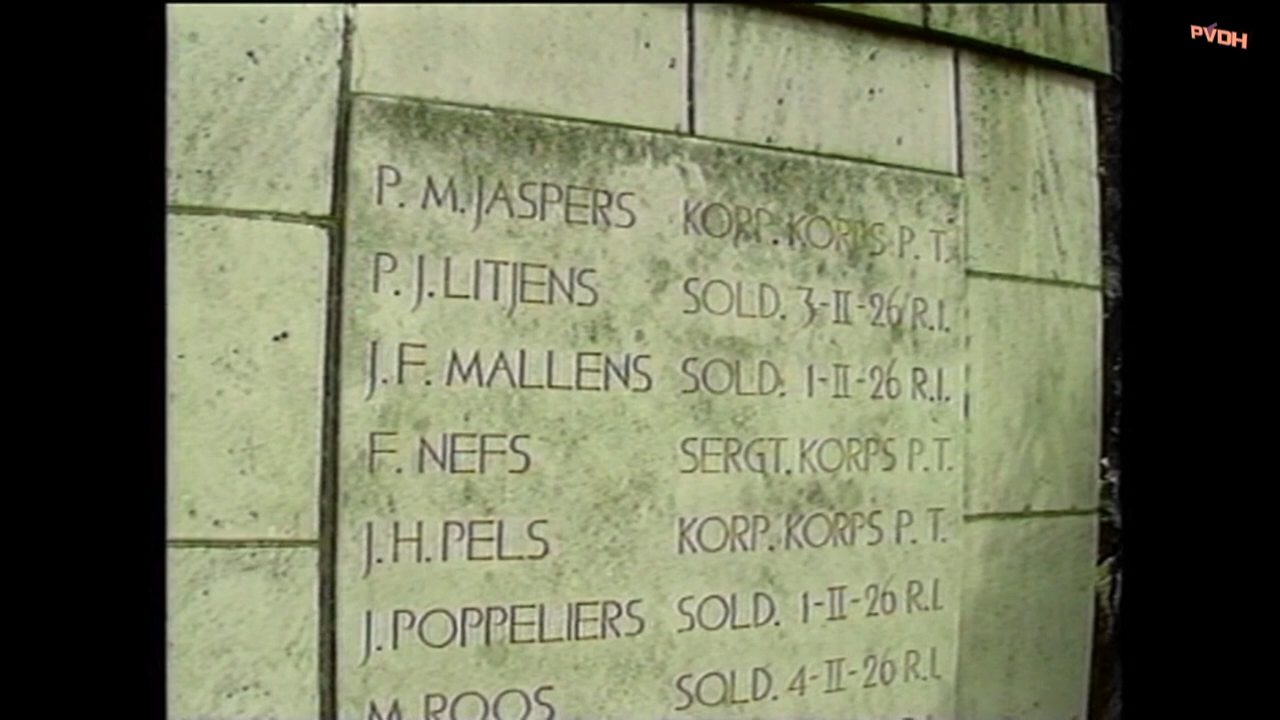 PVDH
P. M. JASPERS KORP. KORPS P. T.
P. J. LITJENS SOLD. 3-II-26 R.I.
J. F. MALLENS SOLD. 1-II-26 R.I.
F. NEFS SERGT. KORPS P. T.
J. H. PELS KORP. KORPS P. T.
J. POPPELIERS SOLD. 1-II-26 R.I.
M. ROOS SOLD. 4-II-26 R.I.